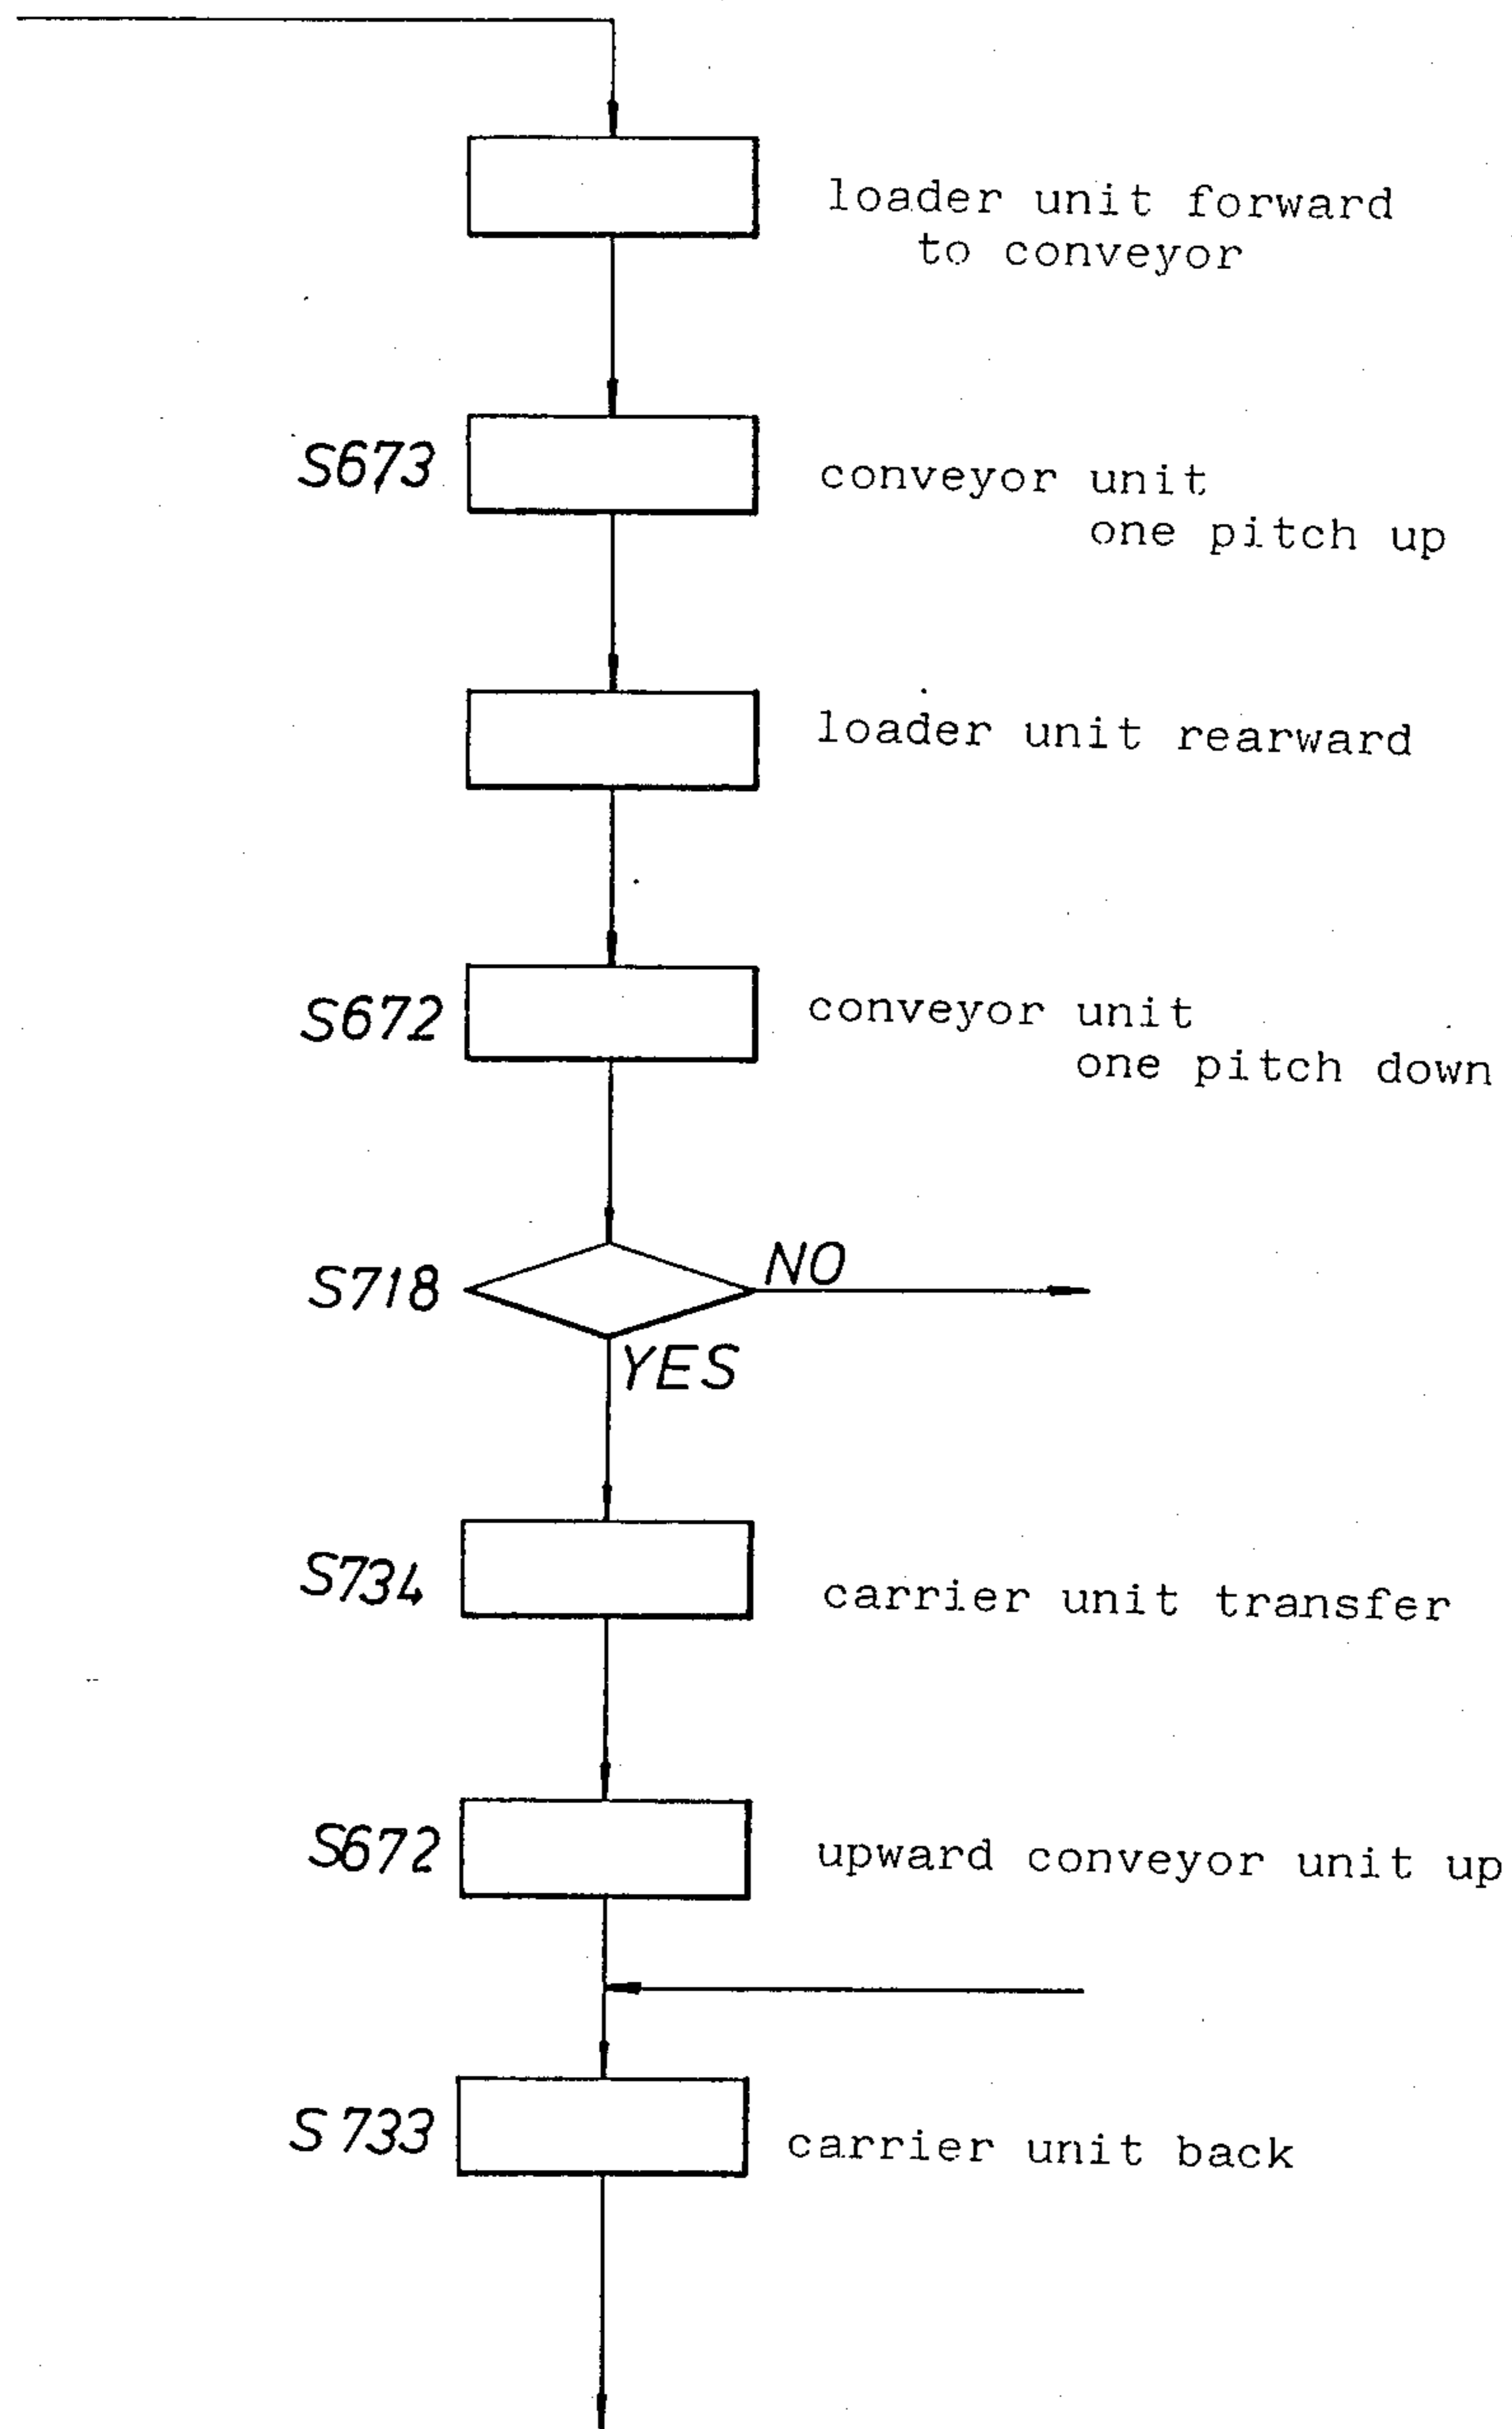 loader unit forward
to conveyor
S673
conveyor unit
one pitch up
loader unit rearward
S672
conveyor unit
one pitch down
S718
NO
YES
S734
carrier unit transfer
S672
upward conveyor unit up
S733
carrier unit back